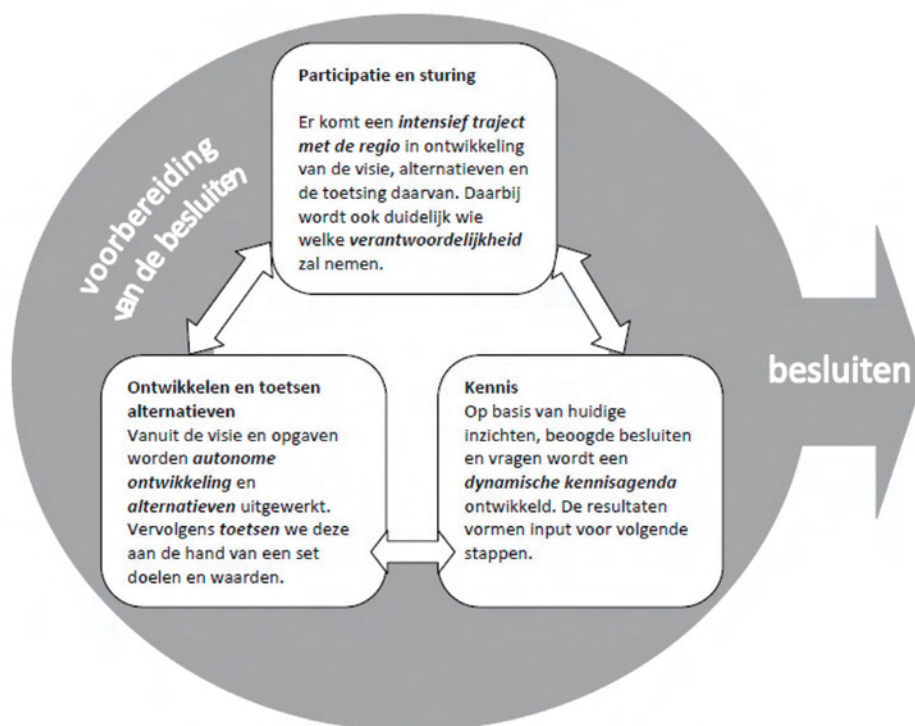 Participatie en sturing
Er komt een intensief traject
met de regio in ontwikkeling
van de visie, alternatieven en
de toetsing daarvan. Daarbij
wordt ook duidelijk wie
welke verantwoordelijkheid
zal nemen.
voorbereiding
van de besluiten
Ontwikkelen en toetsen
alternatieven
Vanuit de visie en opgaven
worden autonome
ontwikkeling en
alternatieven uitgewerkt.
Vervolgens toetsen we deze
aan de hand van een set
doelen en waarden.
Kennis
Op basis van huidige
inzichten, beoogde besluiten
en vragen wordt een
dynamische kennisagenda
ontwikkeld. De resultaten
vormen input voor volgende
stappen.
besluiten